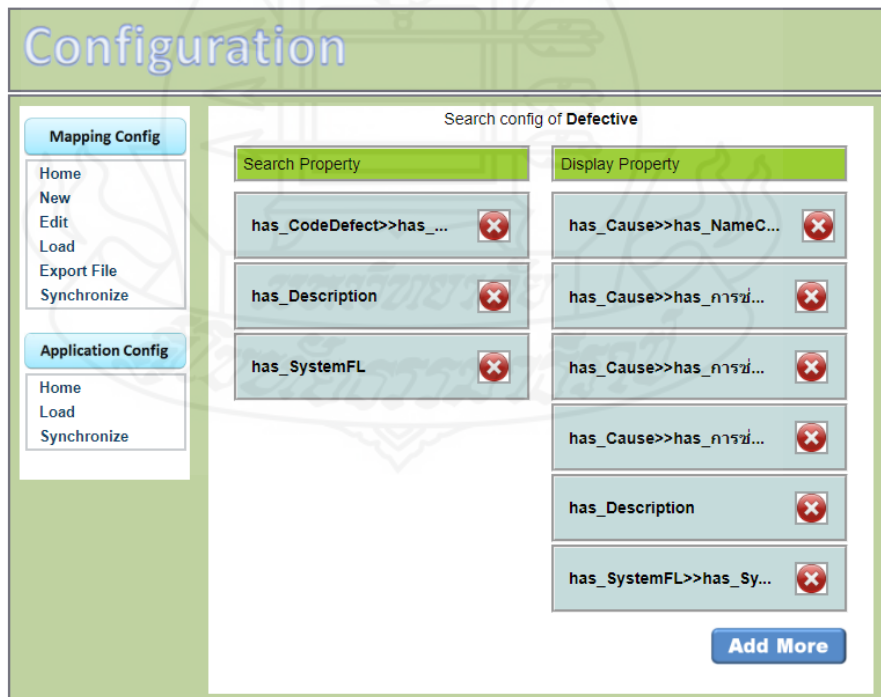 Configuration
Mapping Config
Home
New
Edit
Load
Export File
Synchronize
Application Config
Home
Load
Synchronize
Search config of Defective
Search Property
has_CodeDefect>>has_...
has_Description
has_SystemFL
Display Property
has_Cause>>has_NameC...
has_Cause>>has_การซ่...
has_Cause>>has_การซ่...
has_Cause>>has_การซ่...
has_Description
has_SystemFL>>has_Sy...
Add More